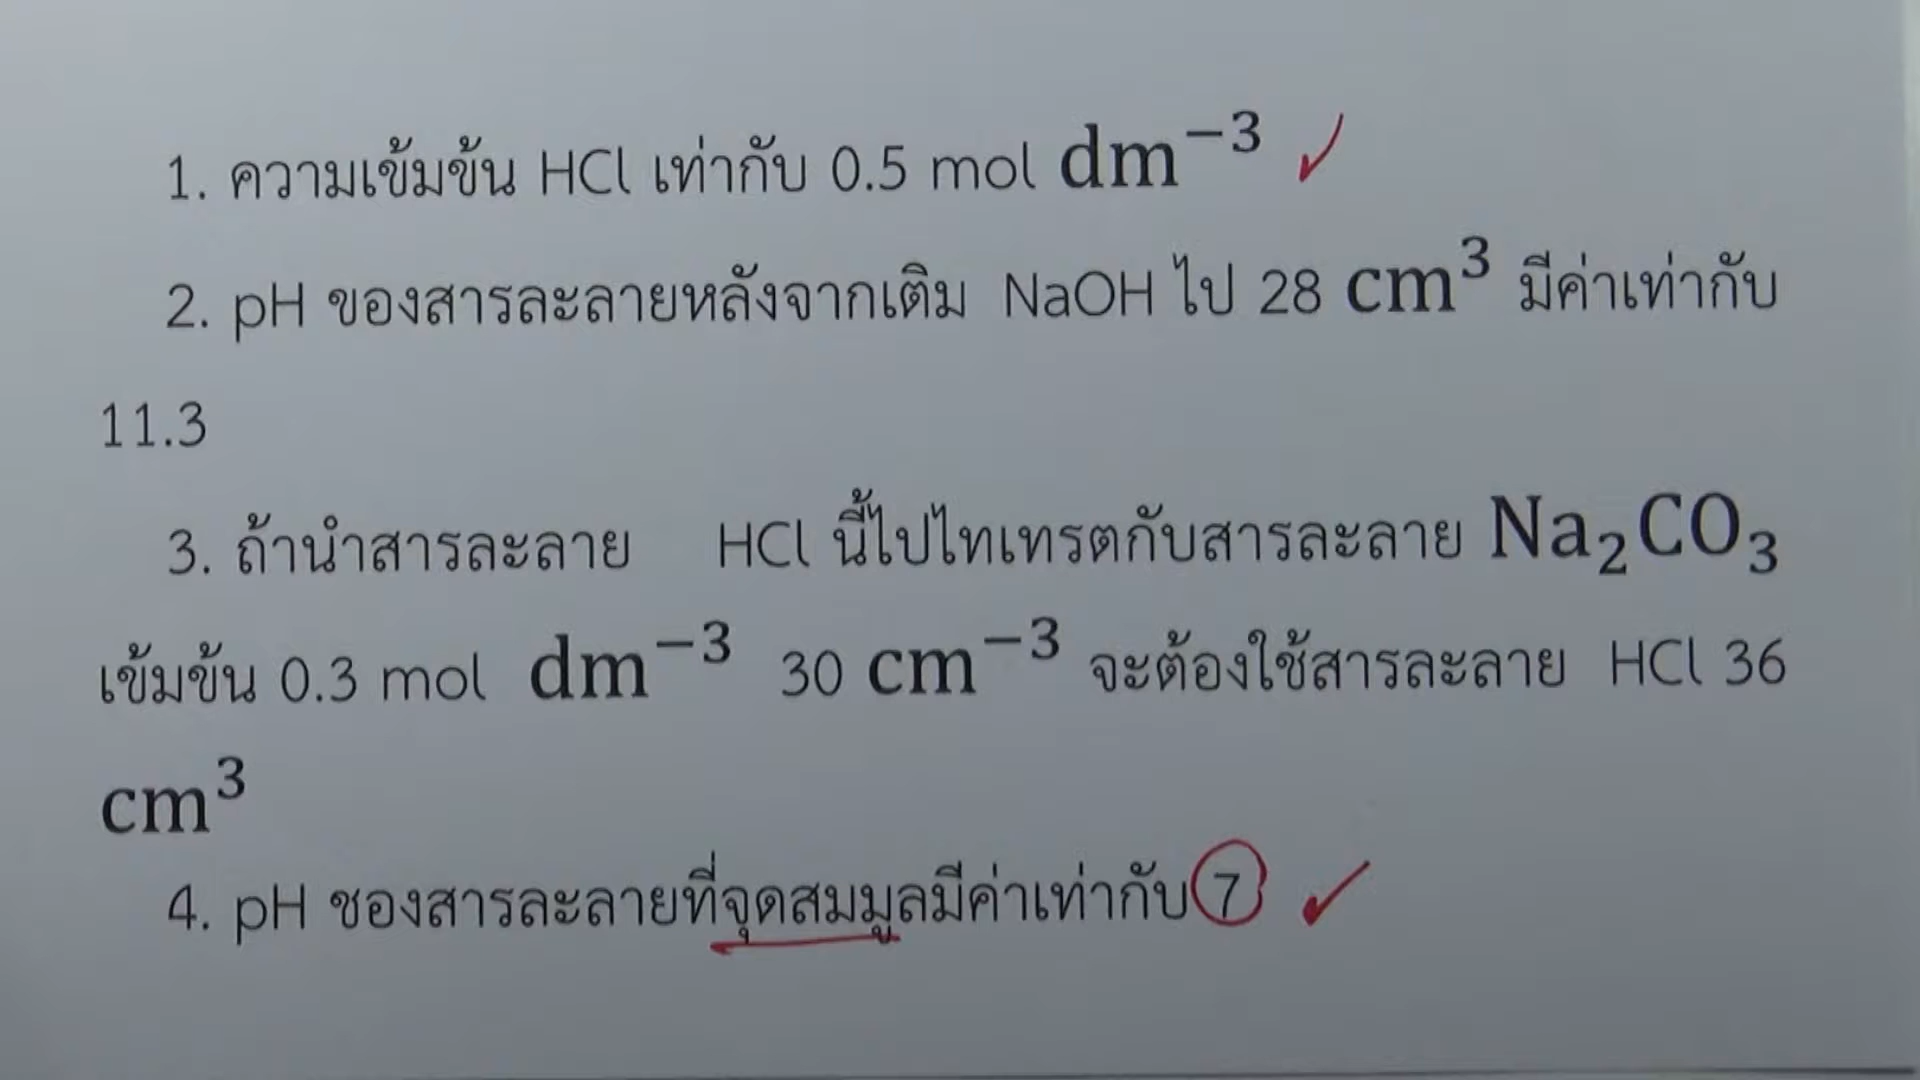 1. ความเข้มข้น HCl เท่ากับ 0.5 mol dm⁻³
2. pH ของสารละลายหลังจากเติม NaOH ไป 28 cm³ มีค่าเท่ากับ
11.3
3. ถ้านำสารละลาย HCl นี้ไปไทเทรตกับสารละลาย Na₂CO₃
เข้มข้น 0.3 mol dm⁻³ 30 cm⁻³ จะต้องใช้สารละลาย HCl 36
cm³
4. pH ชองสารละลายที่จุดสมมูลมีค่าเท่ากับ 7